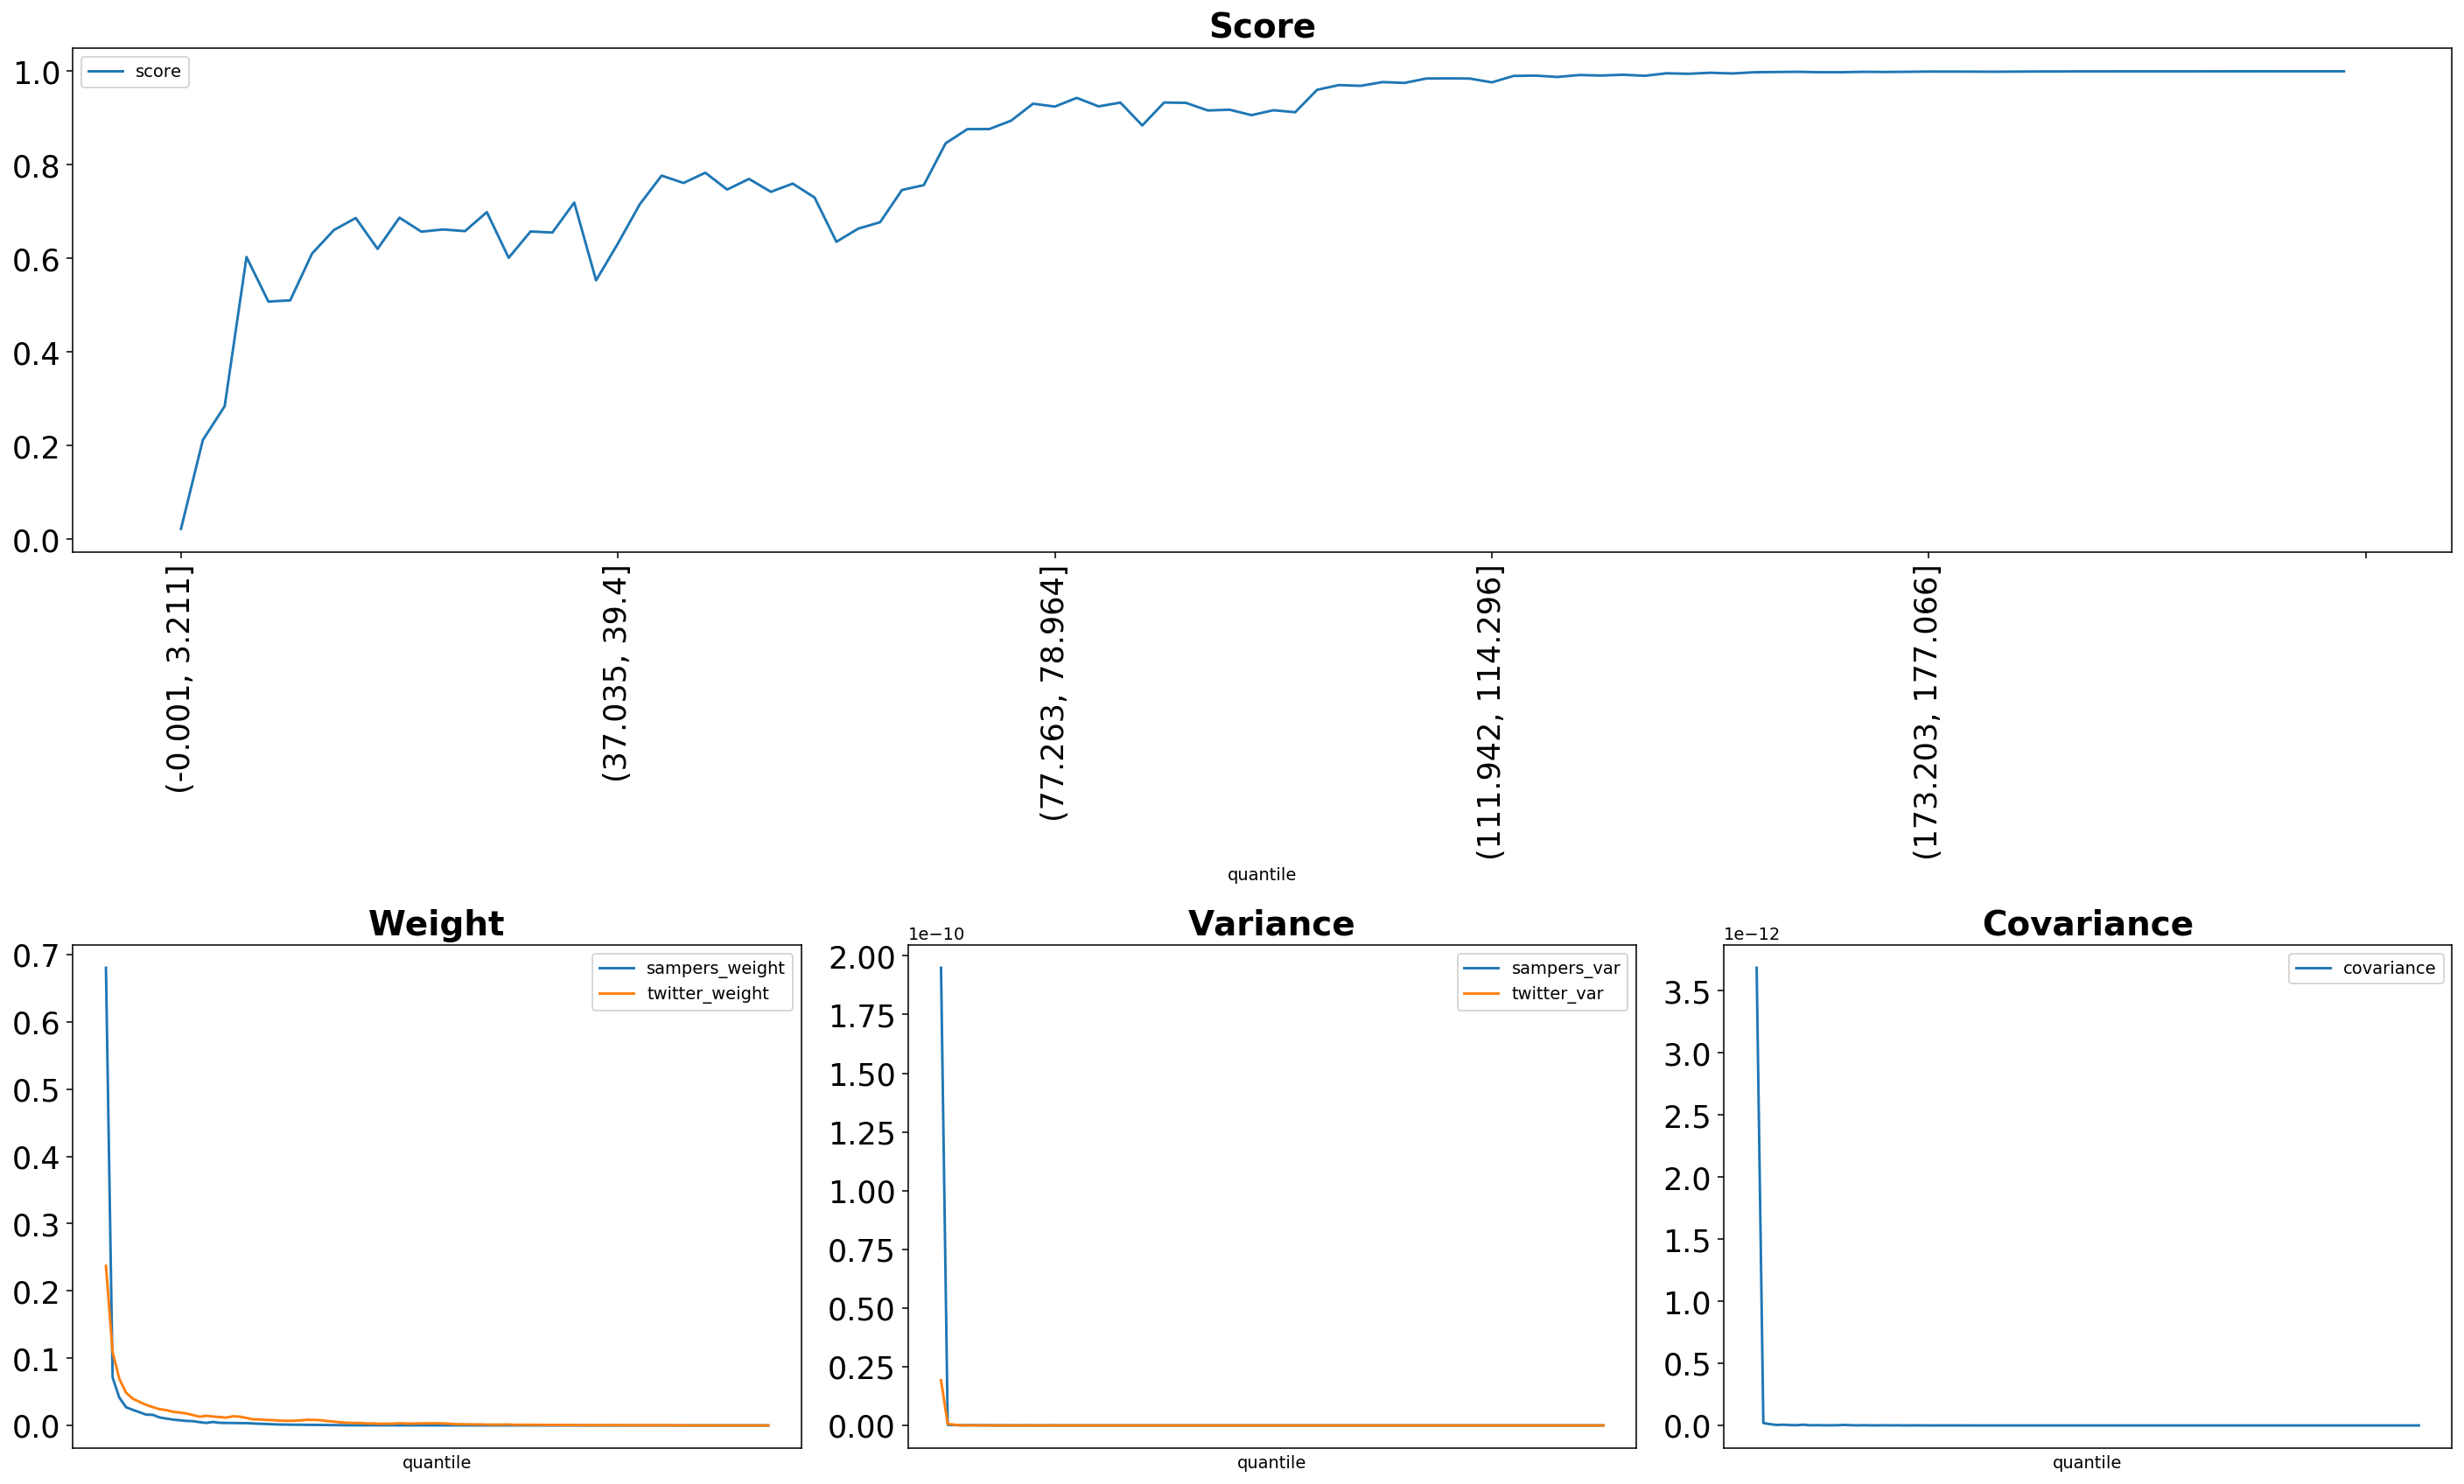 Score
score
1.0
0.8
0.6
0.4
0.2
0.0
(-0.001, 3.211]
(37.035, 39.4]
(77.263, 78.964]
(111.942, 114.296]
(173.203, 177.066]
quantile
Weight
sampers_weight
twitter_weight
0.7
0.6
0.5
0.4
0.3
0.2
0.1
0.0
quantile
Variance
1e−10
sampers_var
twitter_var
2.00
1.75
1.50
1.25
1.00
0.75
0.50
0.25
0.00
quantile
Covariance
1e−12
covariance
3.5
3.0
2.5
2.0
1.5
1.0
0.5
0.0
quantile